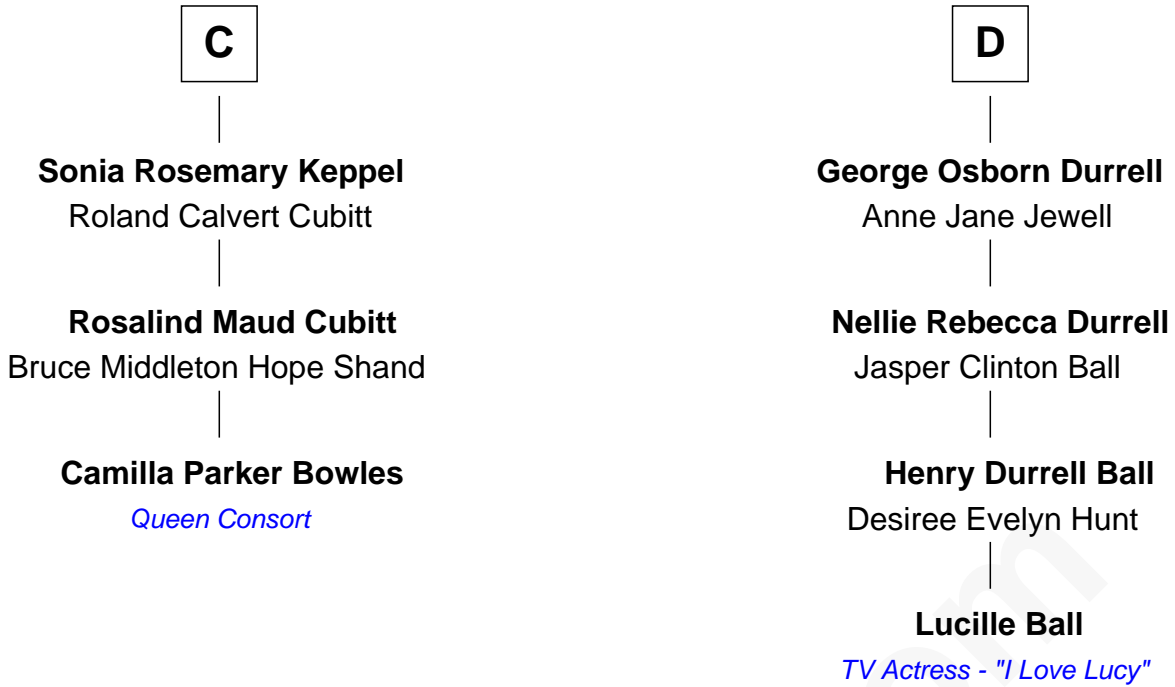 C
Sonia Rosemary Keppel
Roland Calvert Cubitt
Rosalind Maud Cubitt
Bruce Middleton Hope Shand
Camilla Parker Bowles
Queen Consort
D
George Osborn Durrell
Anne Jane Jewell
Nellie Rebecca Durrell
Jasper Clinton Ball
Henry Durrell Ball
Desiree Evelyn Hunt
Lucille Ball
TV Actress - "I Love Lucy"